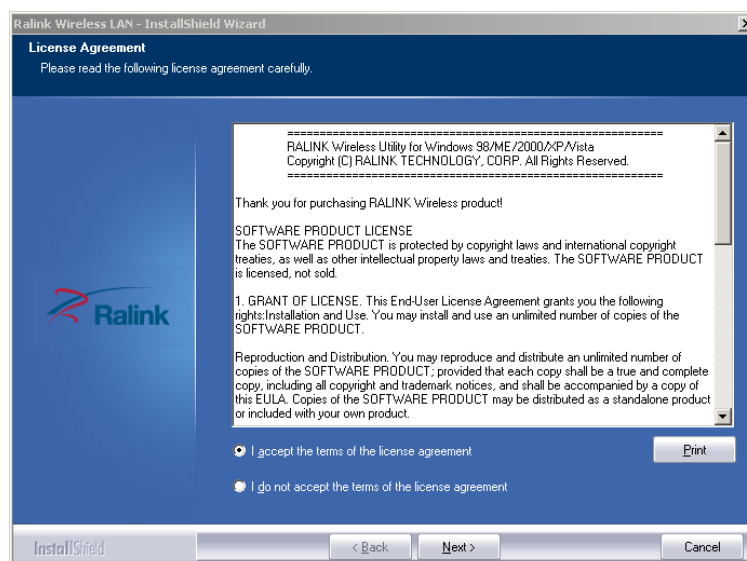 Ralink Wireless LAN - InstallShield Wizard
License Agreement
Please read the following license agreement carefully.
============================================================
RALINK Wireless Utility for Windows 98/ME/2000/XP/Vista
Copyright (C) RALINK TECHNOLOGY, CORP. All Rights Reserved.
============================================================
Thank you for purchasing RALINK Wireless product!
SOFTWARE PRODUCT LICENSE
The SOFTWARE PRODUCT is protected by copyright laws and international copyright
treaties, as well as other intellectual property laws and treaties. The SOFTWARE PRODUCT
is licensed, not sold.
1. GRANT OF LICENSE. This End-User License Agreement grants you the following
rights:Installation and Use. You may install and use an unlimited number of copies of the
SOFTWARE PRODUCT.
Reproduction and Distribution. You may reproduce and distribute an unlimited number of
copies of the SOFTWARE PRODUCT; provided that each copy shall be a true and complete
copy, including all copyright and trademark notices, and shall be accompanied by a copy of
this EULA. Copies of the SOFTWARE PRODUCT may be distributed as a standalone product
or included with your own product.
Ralink
I accept the terms of the license agreement
Print
I do not accept the terms of the license agreement
InstallShield
< Back
Next >
Cancel